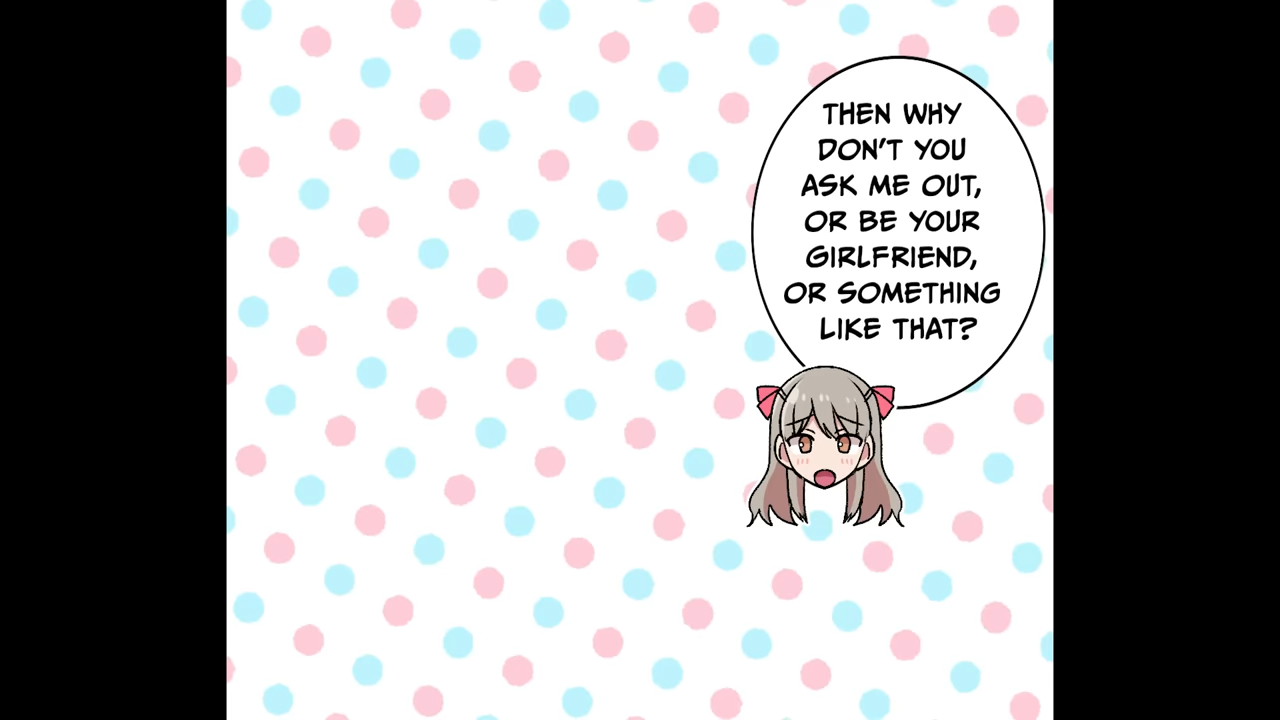 THEN WHY
DON'T YOU
ASK ME OUT,
OR BE YOUR
GIRLFRIEND,
OR SOMETHING
LIKE THAT?